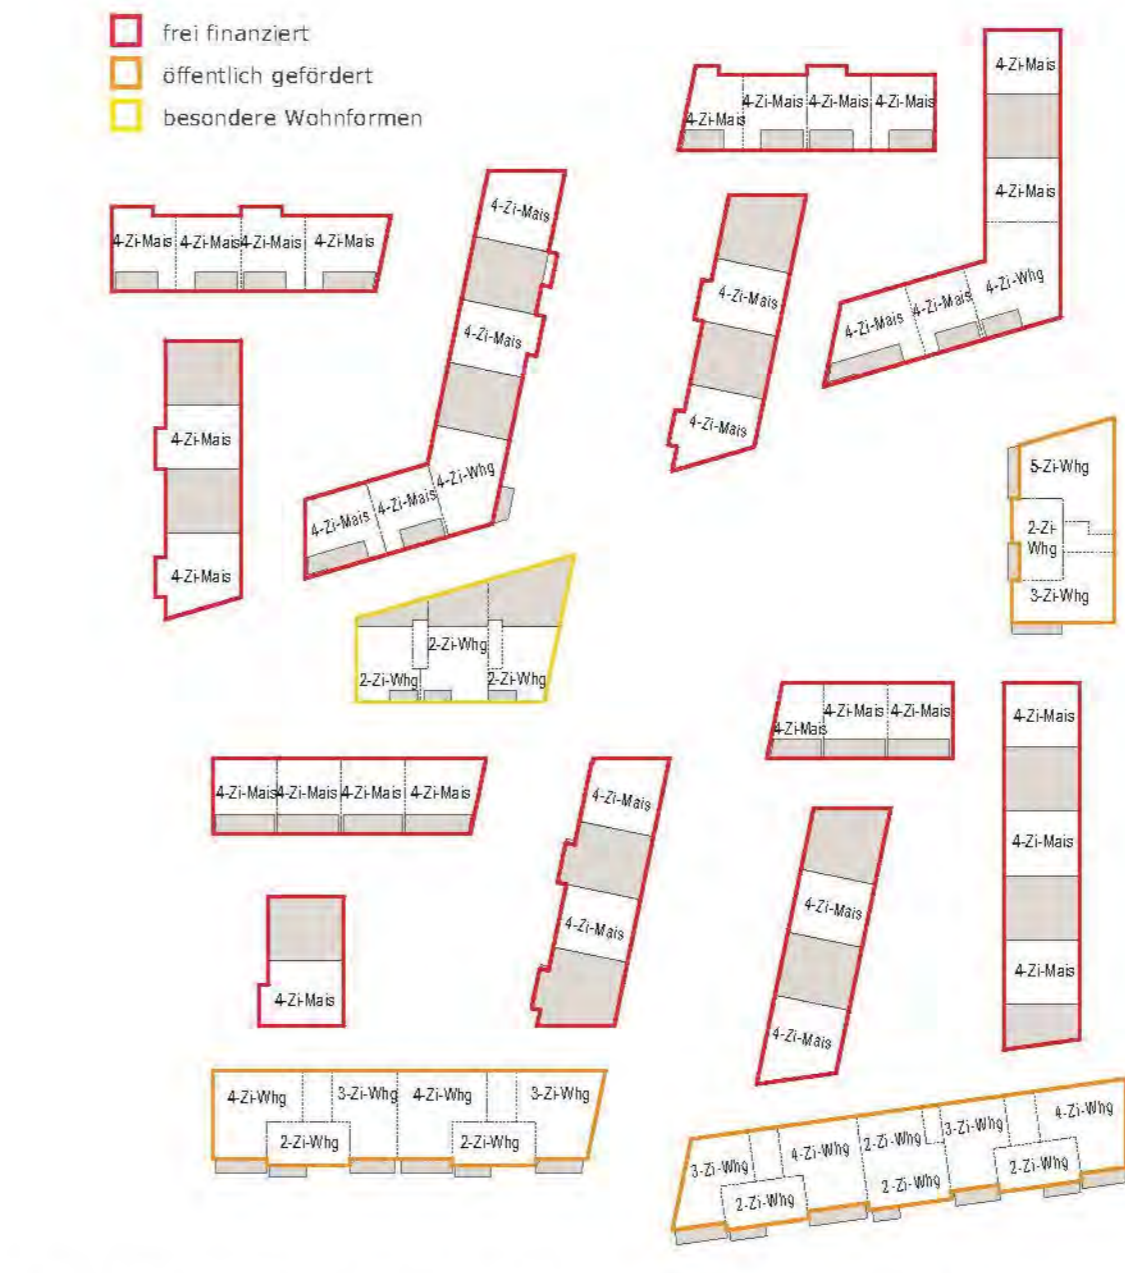 frei finanziert
öffentlich gefördert
besondere Wohnformen
4-Zi-Mais
4-Zi-Mais
4-Zi-Mais 4-Zi-Mais 4-Zi-Mais
4-Zi-Mais
4-Zi-Mais
4-Zi-Mais
4-Zi-Mais 4-Zi-Mais 4-Zi-Mais 4-Zi-Mais
4-Zi-Mais
4-Zi-Whg
4-Zi-Mais
4-Zi-Mais
4-Zi-Mais
4-Zi-Mais
4-Zi-Mais
4-Zi-Mais
4-Zi-Whg
4-Zi-Mais
4-Zi-Mais
4-Zi-Mais
5-Zi-Whg
2-Zi-
Whg
3-Zi-Whg
2-Zi-Whg
2-Zi-Whg
2-Zi-Whg
4-Zi-Mais
4-Zi-Mais 4-Zi-Mais
4-Zi-Mais
4-Zi-Mais
4-Zi-Mais
4-Zi-Mais 4-Zi-Mais 4-Zi-Mais 4-Zi-Mais
4-Zi-Mais
4-Zi-Mais
4-Zi-Mais
4-Zi-Mais
4-Zi-Mais
4-Zi-Mais
4-Zi-Whg 3-Zi-Whg 4-Zi-Whg 3-Zi-Whg
2-Zi-Whg 2-Zi-Whg
3-Zi-Whg 4-Zi-Whg 2-Zi-Whg 3-Zi-Whg 4-Zi-Whg
2-Zi-Whg 2-Zi-Whg 2-Zi-Whg